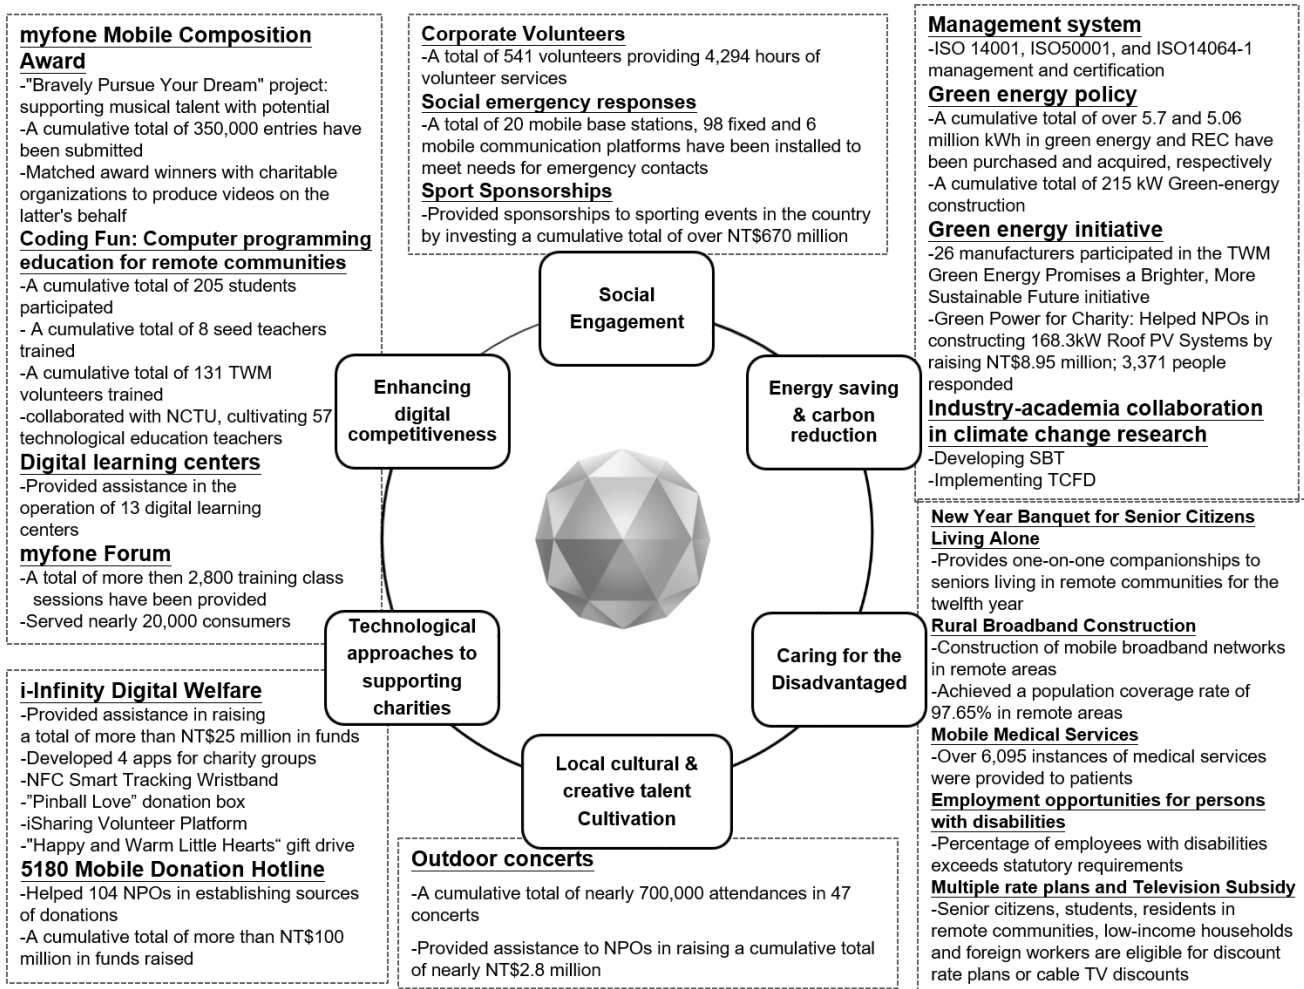 myfone Mobile Composition
Award
-"Bravely Pursue Your Dream" project:
supporting musical talent with potential
-A cumulative total of 350,000 entries have
been submitted
-Matched award winners with charitable
organizations to produce videos on the
latter's behalf
Coding Fun: Computer programming
education for remote communities
-A cumulative total of 205 students
participated
- A cumulative total of 8 seed teachers
trained
-A cumulative total of 131 TWM
volunteers trained
-collaborated with NCTU, cultivating 57
technological education teachers
Digital learning centers
-Provided assistance in the
operation of 13 digital learning
centers
myfone Forum
-A total of more then 2,800 training class
sessions have been provided
-Served nearly 20,000 consumers
Corporate Volunteers
-A total of 541 volunteers providing 4,294 hours of
volunteer services
Social emergency responses
-A total of 20 mobile base stations, 98 fixed and 6
mobile communication platforms have been installed to
meet needs for emergency contacts
Sport Sponsorships
-Provided sponsorships to sporting events in the country
by investing a cumulative total of over NT$670 million
Management system
-ISO 14001, ISO50001, and ISO14064-1
management and certification
Green energy policy
-A cumulative total of over 5.7 and 5.06
million kWh in green energy and REC have
been purchased and acquired, respectively
-A cumulative total of 215 kW Green-energy
construction
Green energy initiative
-26 manufacturers participated in the TWM
Green Energy Promises a Brighter, More
Sustainable Future initiative
-Green Power for Charity: Helped NPOs in
constructing 168.3kW Roof PV Systems by
raising NT$8.95 million; 3,371 people
responded
Industry-academia collaboration
in climate change research
-Developing SBT
-Implementing TCFD
Social
Engagement
Enhancing
digital
competitiveness
Energy saving
& carbon
reduction
Technological
approaches to
supporting
charities
Caring for the
Disadvantaged
Local cultural &
creative talent
Cultivation
New Year Banquet for Senior Citizens
Living Alone
-Provides one-on-one companionships to
seniors living in remote communities for the
twelfth year
Rural Broadband Construction
-Construction of mobile broadband networks
in remote areas
-Achieved a population coverage rate of
97.65% in remote areas
Mobile Medical Services
-Over 6,095 instances of medical services
were provided to patients
Employment opportunities for persons
with disabilities
-Percentage of employees with disabilities
exceeds statutory requirements
Multiple rate plans and Television Subsidy
-Senior citizens, students, residents in
remote communities, low-income households
and foreign workers are eligible for discount
rate plans or cable TV discounts
i-Infinity Digital Welfare
-Provided assistance in raising
a total of more than NT$25 million in funds
-Developed 4 apps for charity groups
-NFC Smart Tracking Wristband
-”Pinball Love” donation box
-iSharing Volunteer Platform
-"Happy and Warm Little Hearts“ gift drive
5180 Mobile Donation Hotline
-Helped 104 NPOs in establishing sources
of donations
-A cumulative total of more than NT$100
million in funds raised
Outdoor concerts
-A cumulative total of nearly 700,000 attendances in 47
concerts
-Provided assistance to NPOs in raising a cumulative total
of nearly NT$2.8 million